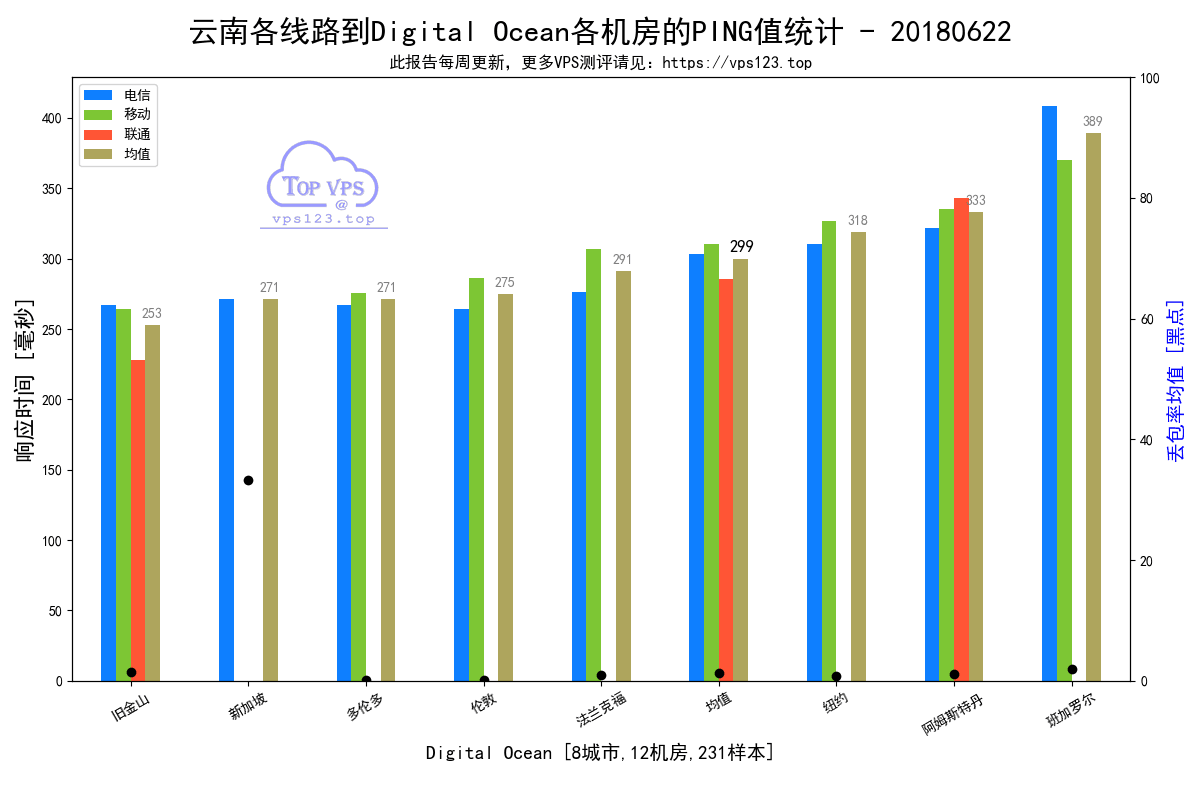 云南各线路到Digital Ocean各机房的PING值统计 - 20180622
此报告每周更新，更多VPS测评请见：https://vps123.top
电信
移动
联通
均值
TOP VPS
@
vps123.top
响应时间 [毫秒]
400
350
300
250
200
150
100
50
0
253
271
271
275
291
299
318
333
389
100
80
60
40
20
0
丢包率均值 [黑点]
旧金山
新加坡
多伦多
伦敦
法兰克福
均值
纽约
阿姆斯特丹
班加罗尔
Digital Ocean [8城市,12机房,231样本]